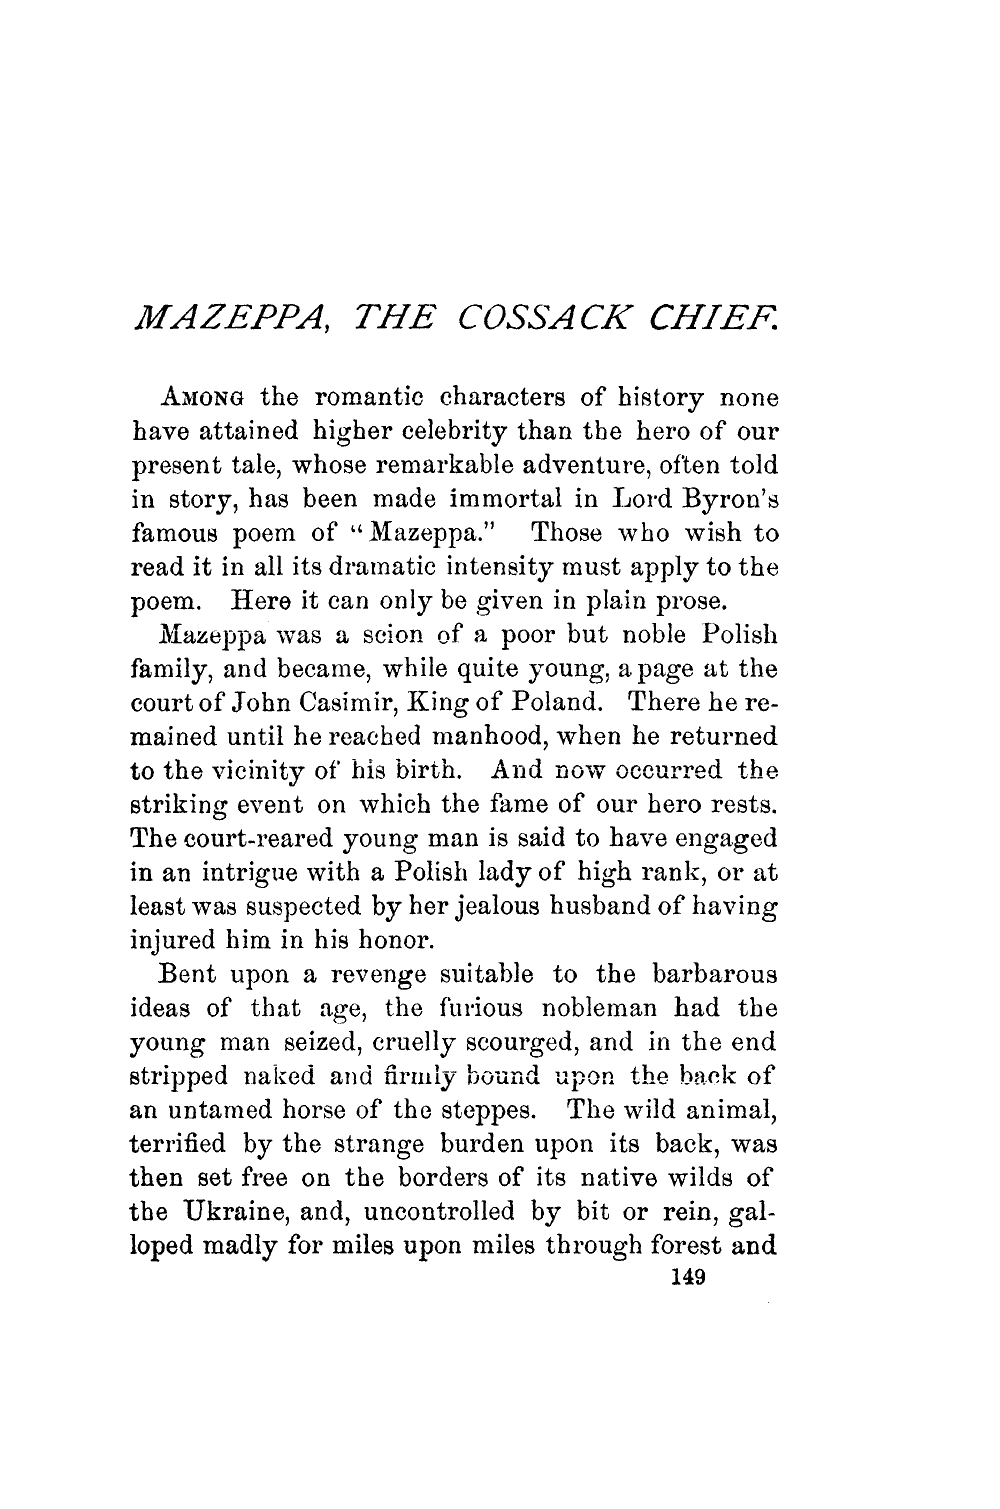 MAZEPPA, THE COSSACK CHIEF.
AMONG the romantic characters of history none
have attained higher celebrity than the hero of our
present tale, whose remarkable adventure, often told
in story, has been made immortal in Lord Byron's
famous poem of “Mazeppa.” Those who wish to
read it in all its dramatic intensity must apply to the
poem. Here it can only be given in plain prose.
Mazeppa was a scion of a poor but noble Polish
family, and became, while quite young, a page at the
court of John Casimir, King of Poland. There he re-
mained until he reached manhood, when he returned
to the vicinity of his birth. And now occurred the
striking event on which the fame of our hero rests.
The court-reared young man is said to have engaged
in an intrigue with a Polish lady of high rank, or at
least was suspected by her jealous husband of having
injured him in his honor.
Bent upon a revenge suitable to the barbarous
ideas of that age, the furious nobleman had the
young man seized, cruelly scourged, and in the end
stripped naked and firmly bound upon the back of
an untamed horse of the steppes. The wild animal,
terrified by the strange burden upon its back, was
then set free on the borders of its native wilds of
the Ukraine, and, uncontrolled by bit or rein, gal-
loped madly for miles upon miles through forest and
149